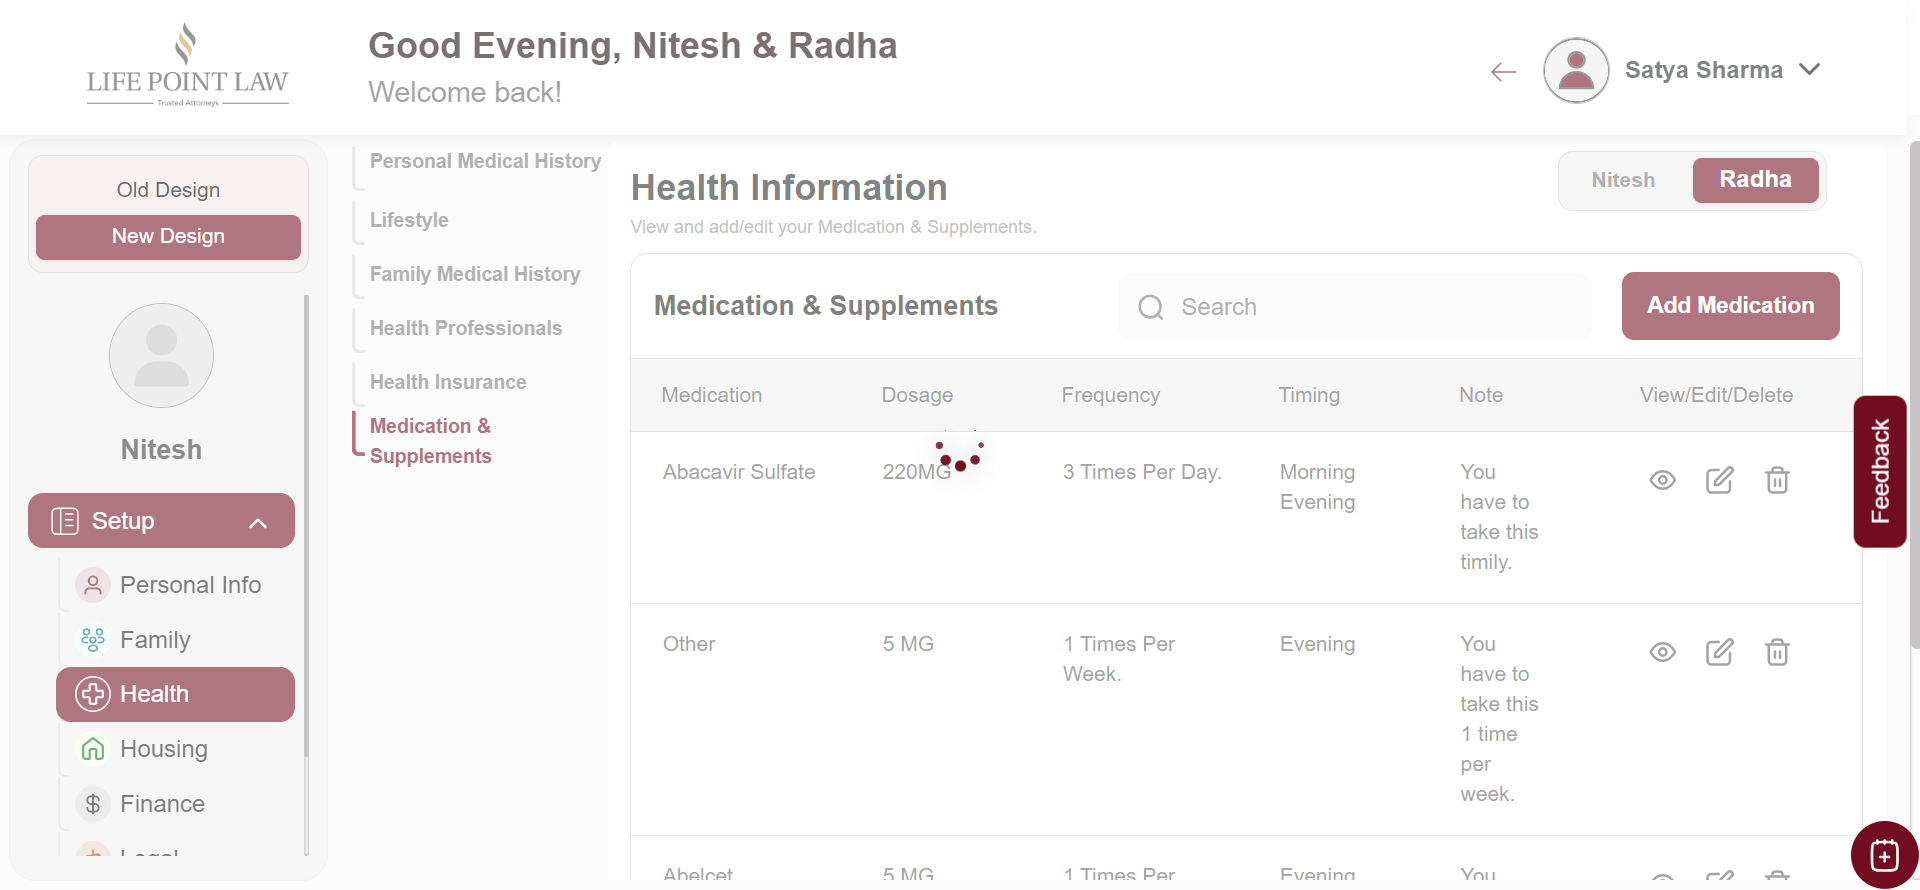 LIFE POINT LAW
Trusted Attorneys
Good Evening, Nitesh & Radha
Welcome back!
Satya Sharma
Old Design
New Design
Nitesh
Setup
Personal Info
Family
Health
Housing
Finance
Legal
Personal Medical History
Lifestyle
Family Medical History
Health Professionals
Health Insurance
Medication &
Supplements
Health Information
View and add/edit your Medication & Supplements.
Nitesh Radha
Medication & Supplements
Search
Add Medication
Medication Dosage Frequency Timing Note View/Edit/Delete
Abacavir Sulfate 220MG 3 Times Per Day. Morning You
Evening have to
take this
timily.
Other 5 MG 1 Times Per Evening You
Week. have to
take this
1 time
per
week.
Abelcet 5 MG 1 Times Per Evening You
Feedback